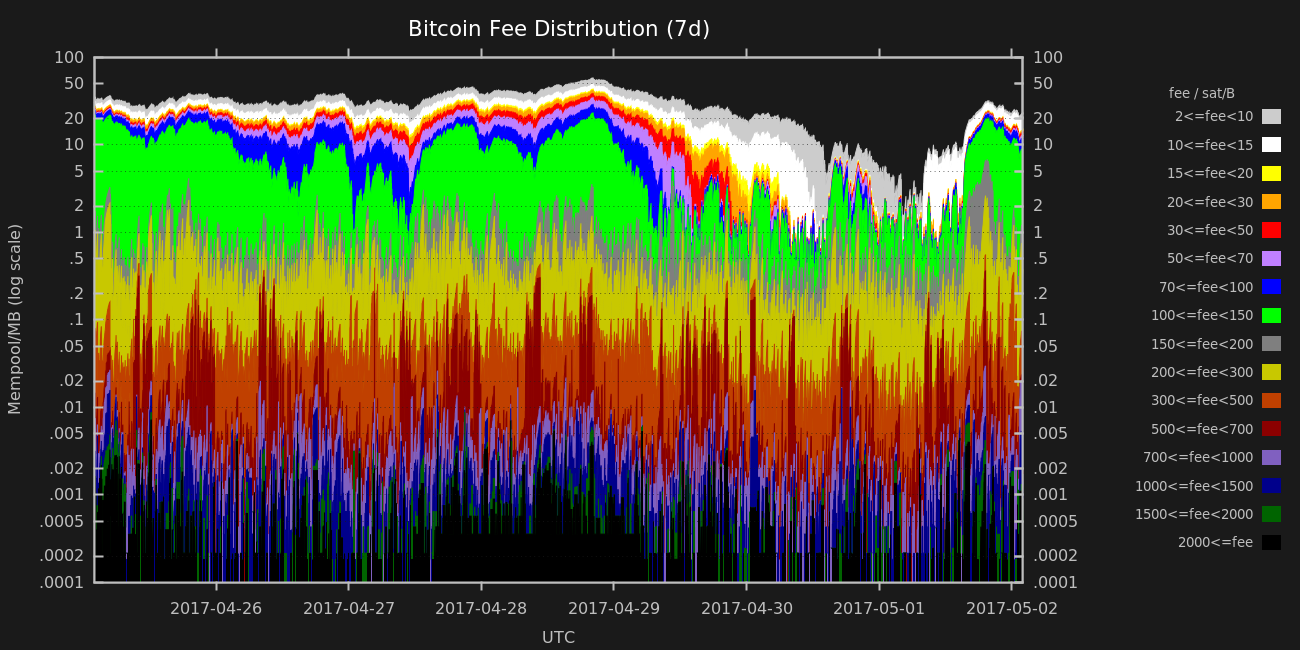 Bitcoin Fee Distribution (7d)
100
50
20
10
5
2
1
.5
.2
.1
.05
.02
.01
.005
.002
.001
.0005
.0002
.0001
Mempool/MB (log scale)
100
50
20
10
5
2
1
.5
.2
.1
.05
.02
.01
.005
.002
.001
.0005
.0002
.0001
2017-04-26
2017-04-27
2017-04-28
2017-04-29
2017-04-30
2017-05-01
2017-05-02
UTC
fee / sat/B
2<=fee<10
10<=fee<15
15<=fee<20
20<=fee<30
30<=fee<50
50<=fee<70
70<=fee<100
100<=fee<150
150<=fee<200
200<=fee<300
300<=fee<500
500<=fee<700
700<=fee<1000
1000<=fee<1500
1500<=fee<2000
2000<=fee